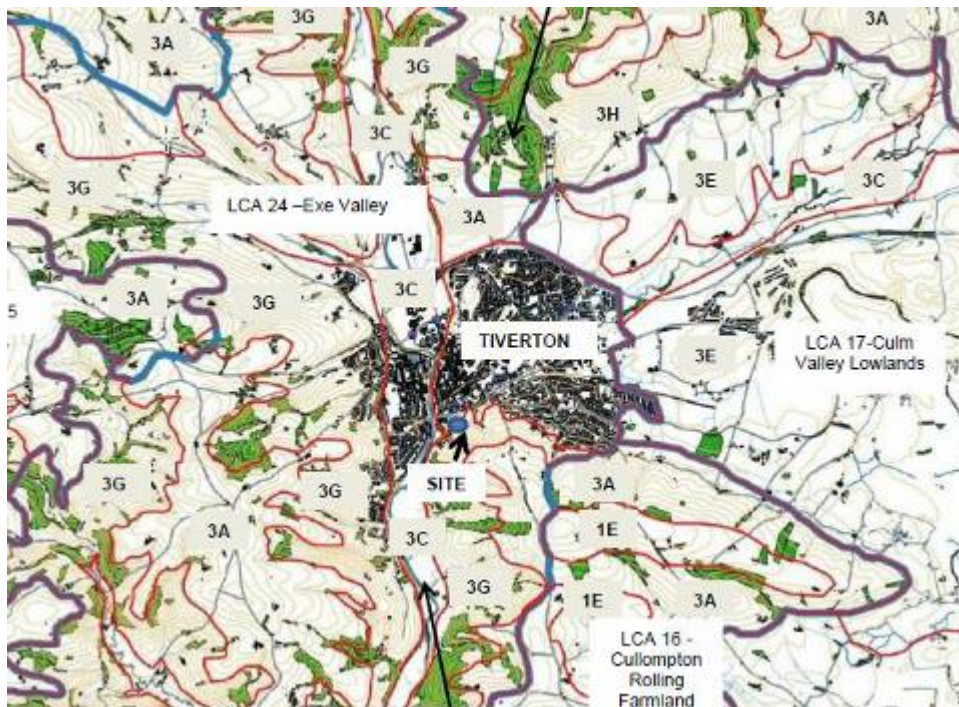 3G
3A
3A
3G
3H
3C
3G
3E
3C
LCA 24 –Exe Valley
3A
3C
3A
3G
5
TIVERTON
LCA 17-Culm
Valley Lowlands
3E
3G
3G
SITE
3A
3A
3C
1E
3G
1E
3A
LCA 16 -
Cullompton
Rolling
Farmland